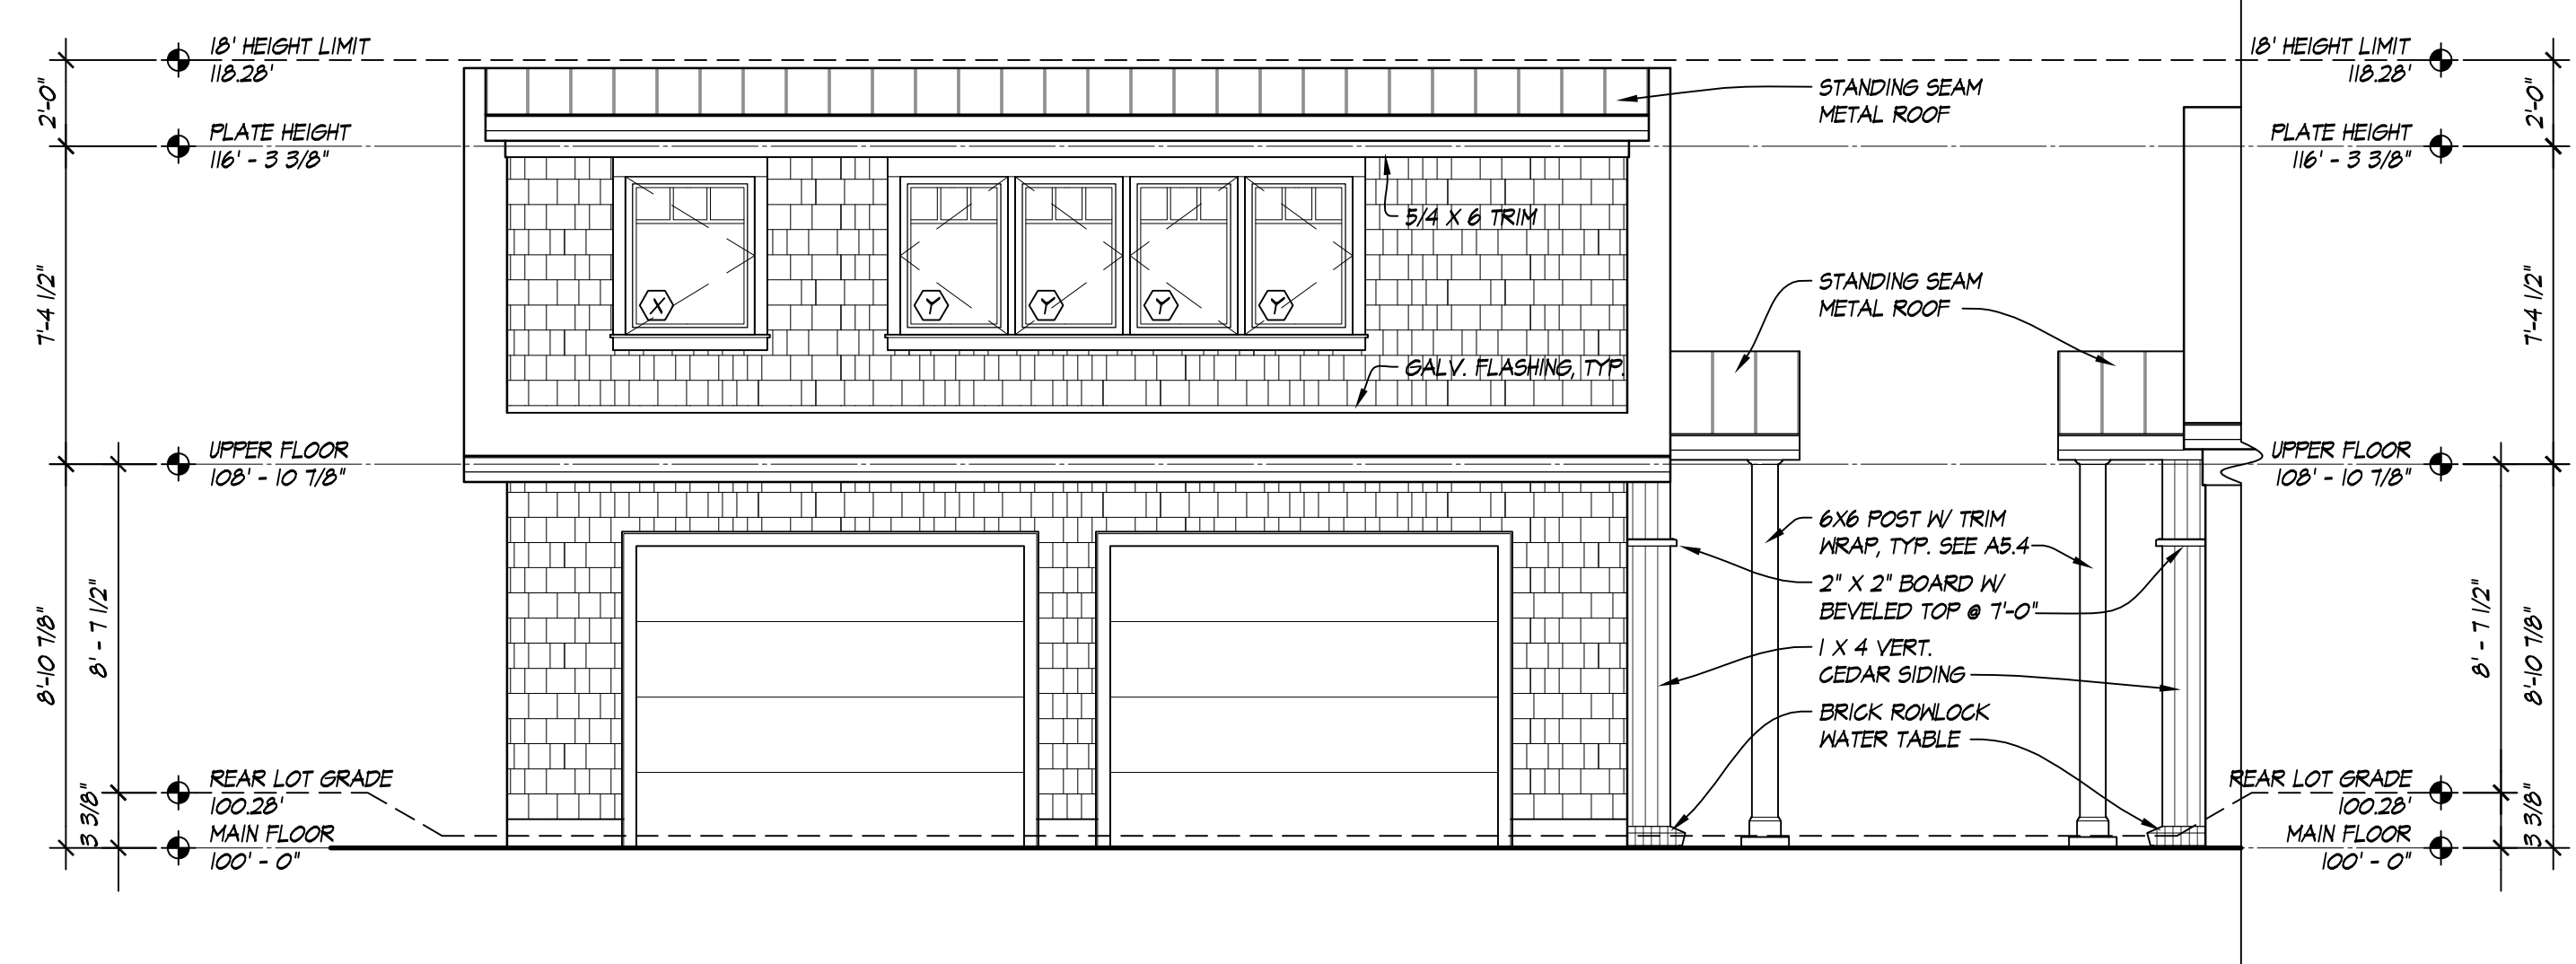 18' HEIGHT LIMIT
118.28'
2'-0"
PLATE HEIGHT
116' - 3 3/8"
7'-4 1/2"
UPPER FLOOR
108' - 10 7/8"
8'-10 7/8"
8' - 7 1/2"
REAR LOT GRADE
100.28'
3 3/8"
MAIN FLOOR
100' - 0"
X
Y
Y
Y
Y
5/4 X 6 TRIM
GALV. FLASHING, TYP.
STANDING SEAM
METAL ROOF
STANDING SEAM
METAL ROOF
6X6 POST W/ TRIM
WRAP, TYP. SEE A5.4
2" X 2" BOARD W/
BEVELED TOP @ 7'-0"
1 X 4 VERT.
CEDAR SIDING
BRICK ROWLOCK
WATER TABLE
18' HEIGHT LIMIT
118.28'
2'-0"
PLATE HEIGHT
116' - 3 3/8"
7'-4 1/2"
UPPER FLOOR
108' - 10 7/8"
8' - 7 1/2"
8'-10 7/8"
REAR LOT GRADE
100.28'
3 3/8"
MAIN FLOOR
100' - 0"